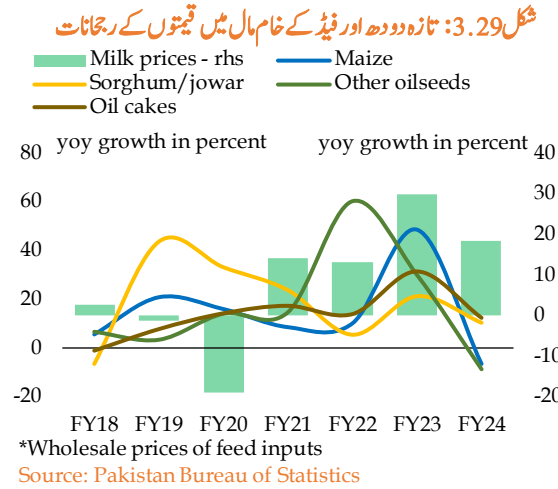 شکل 3.29: تازہ دودھ اور فیڈ کے خام مال میں قیمتوں کے رجحانات
Milk prices - rhs Maize
Sorghum/jowar Other oilseeds
Oil cakes
yoy growth in percent yoy growth in percent
80 40
60 30
40 20
20 10
0 0
-20 -10
-20
FY18 FY19 FY20 FY21 FY22 FY23 FY24
*Wholesale prices of feed inputs
Source: Pakistan Bureau of Statistics